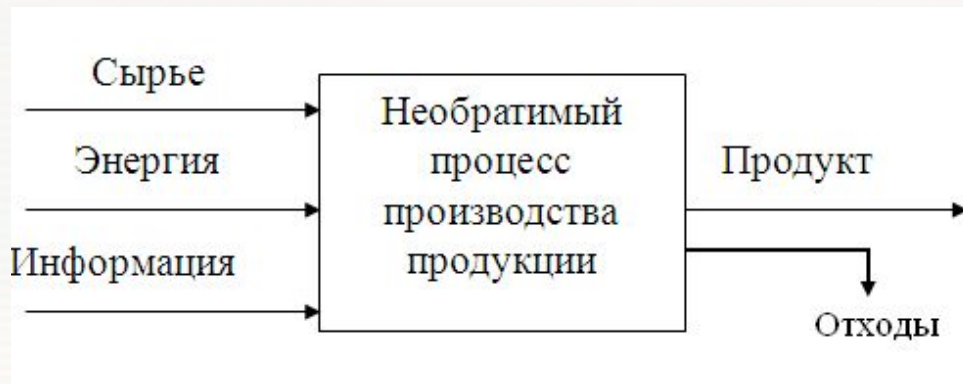 Сырье
Энергия
Информация
Необратимый
процесс
производства
продукции
Продукт
Отходы